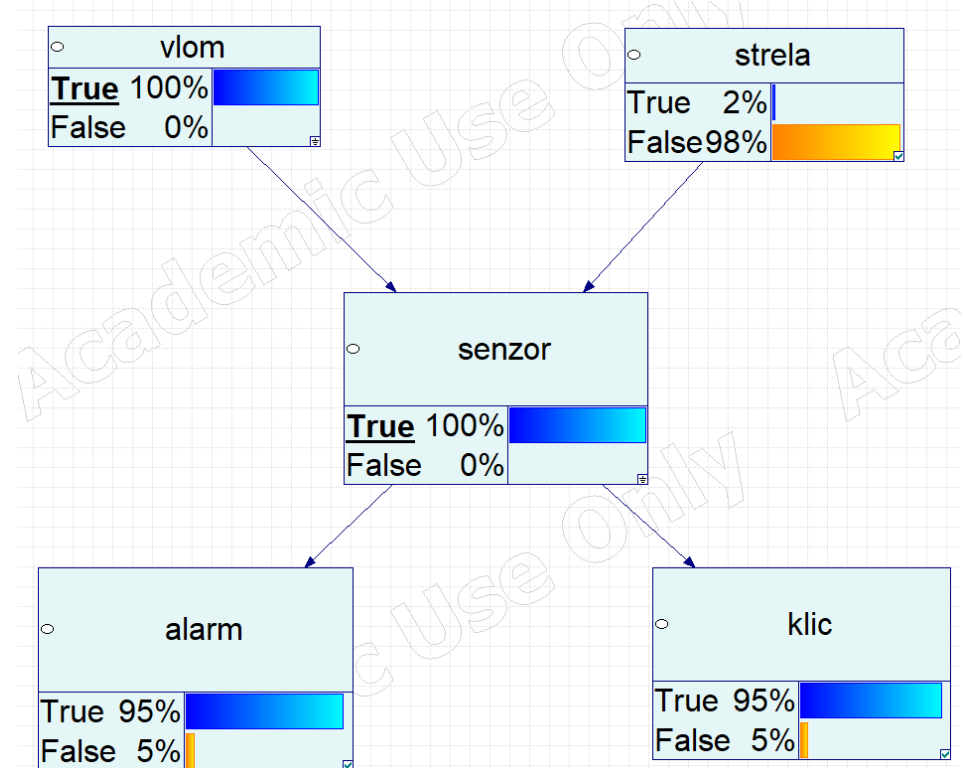 vlom
True 100%
False 0%
strela
True 2%
False 98%
senzor
True 100%
False 0%
alarm
True 95%
False 5%
klic
True 95%
False 5%
Academic Use Only
Academic Use Only
Aca